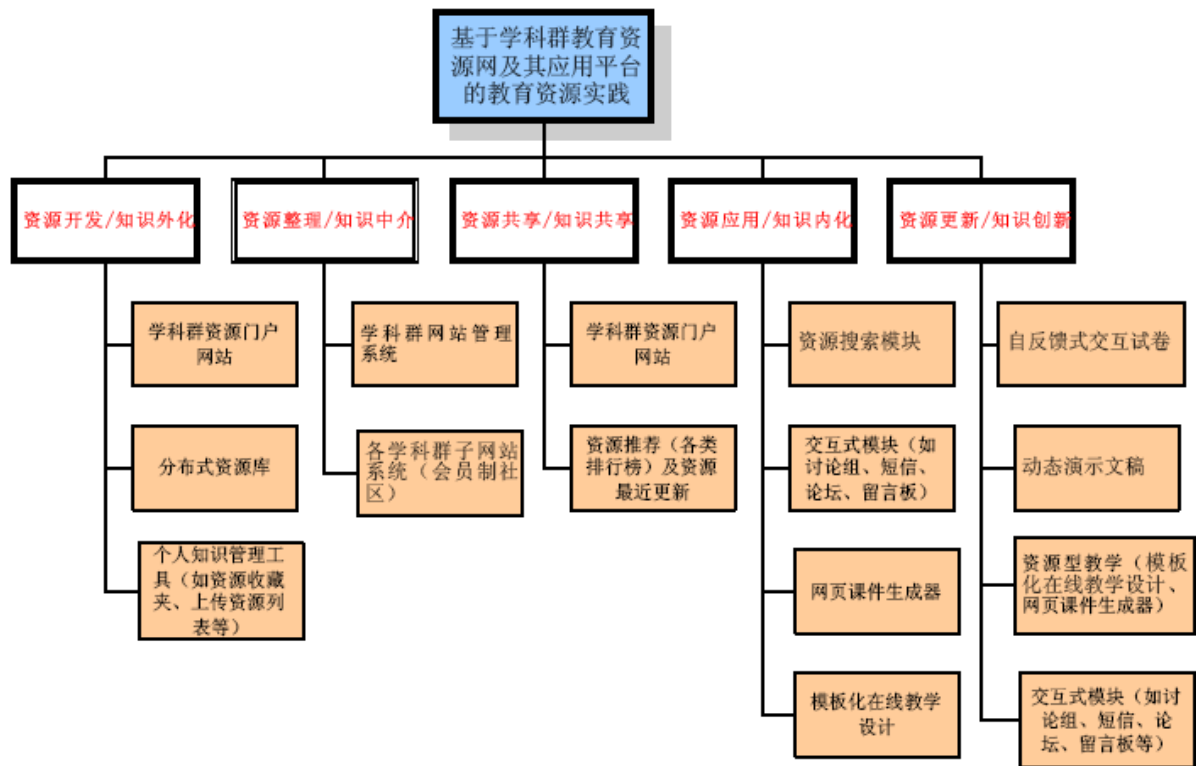 基于学科群教育资
源网及其应用平台
的教育资源实践
资源开发/知识外化
资源整理/知识中介
资源共享/知识共享
资源应用/知识内化
资源更新/知识创新
学科群资源门户
网站
分布式资源库
个人知识管理工
具（如资源收藏
夹、上传资源列
表等）
学科群网站管理
系统
各学科群子网站
系统（会员制社
区）
学科群资源门户
网站
资源推荐（各类
排行榜）及资源
最近更新
资源搜索模块
交互式模块（如
讨论组、短信、
论坛、留言板）
网页课件生成器
模板化在线教学
设计
自反馈式交互试卷
动态演示文稿
资源型教学（模板
化在线教学设计、
网页课件生成器）
交互式模块（如讨
论组、短信、论
坛、留言板等）